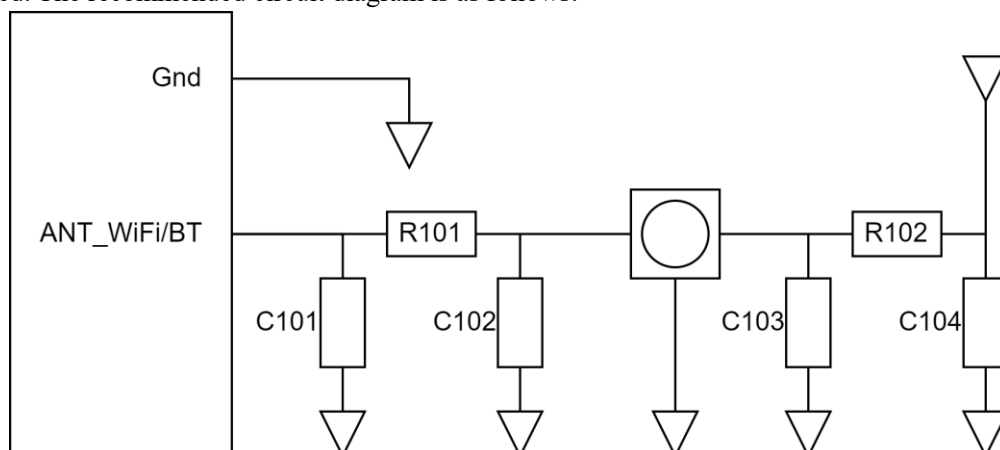 The recommended circuit diagram is as follows:
Gnd
ANT_WiFi/BT
R101
R102
C101
C102
C103
C104